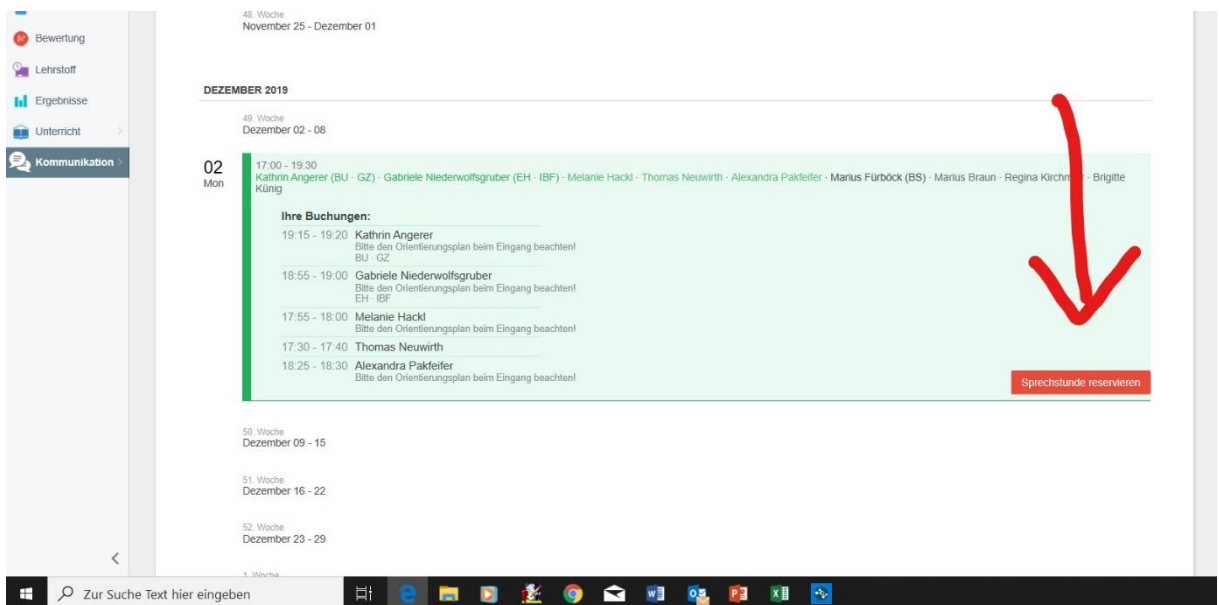 48. Woche
November 25 - Dezember 01
Bewertung
Lehrstoff
Ergebnisse
Unterricht
Kommunikation
DEZEMBER 2019
49. Woche
Dezember 02 - 08
02
Mon
17:00 - 19:30
Kathrin Angerer (BU · GZ) · Gabriele Niederwolfsgruber (EH · IBF) · Melanie Hackl · Thomas Neuwirth · Alexandra Pakfeifer · Marius Fürböck (BS) · Marius Braun · Regina · Brigitte
Künig
Ihre Buchungen:
19:15 - 19:20 Kathrin Angerer
Bitte den Orientierungsplan beim Eingang beachten!
BU · GZ
18:55 - 19:00 Gabriele Niederwolfsgruber
Bitte den Orientierungsplan beim Eingang beachten!
EH · IBF
17:55 - 18:00 Melanie Hackl
Bitte den Orientierungsplan beim Eingang beachten!
17:30 - 17:40 Thomas Neuwirth
18:25 - 18:30 Alexandra Pakfeifer
Bitte den Orientierungsplan beim Eingang beachten!
Sprechstunde reservieren
50. Woche
Dezember 09 - 15
51. Woche
Dezember 16 - 22
52. Woche
Dezember 23 - 29
1. Woche
Zur Suche Text hier eingeben